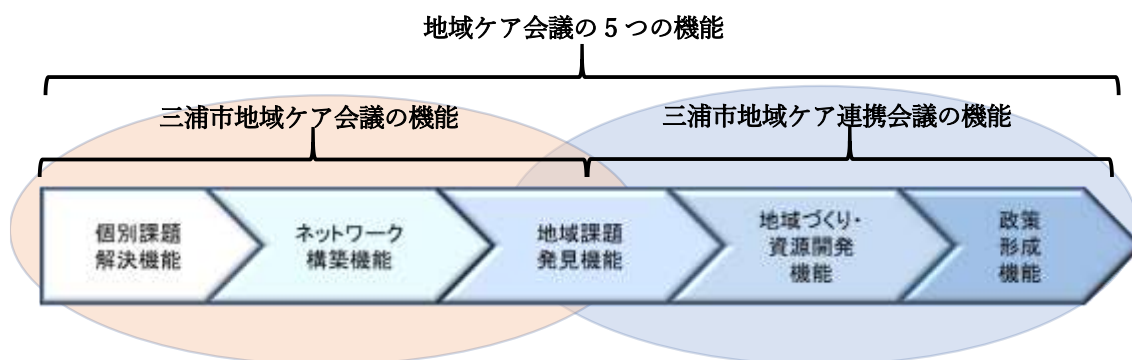 地域ケア会議の5つの機能
三浦市地域ケア会議の機能
三浦市地域ケア連携会議の機能
個別課題
解決機能
ネットワーク
構築機能
地域課題
発見機能
地域づくり・
資源開発
機能
政策
形成
機能